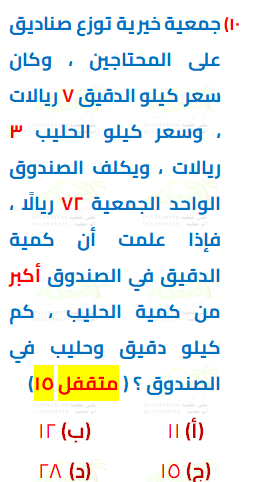 ١٠) جمعية خيرية توزع صناديق
على المحتاجين ، وكان
سعر كيلو الدقيق ٧ ريالات
، وسعر كيلو الحليب ٣
ريالات ، ويكلف الصندوق
الواحد الجمعية ٧٢ ريالًا ،
فإذا علمت أن كمية
الدقيق في الصندوق أكبر
من كمية الحليب ، كم
كيلو دقيق وحليب في
الصندوق ؟ ( متقفل ١٥)
(أ) ١١ (ب) ١٢
(ج) ١٥ (د) ٢٨